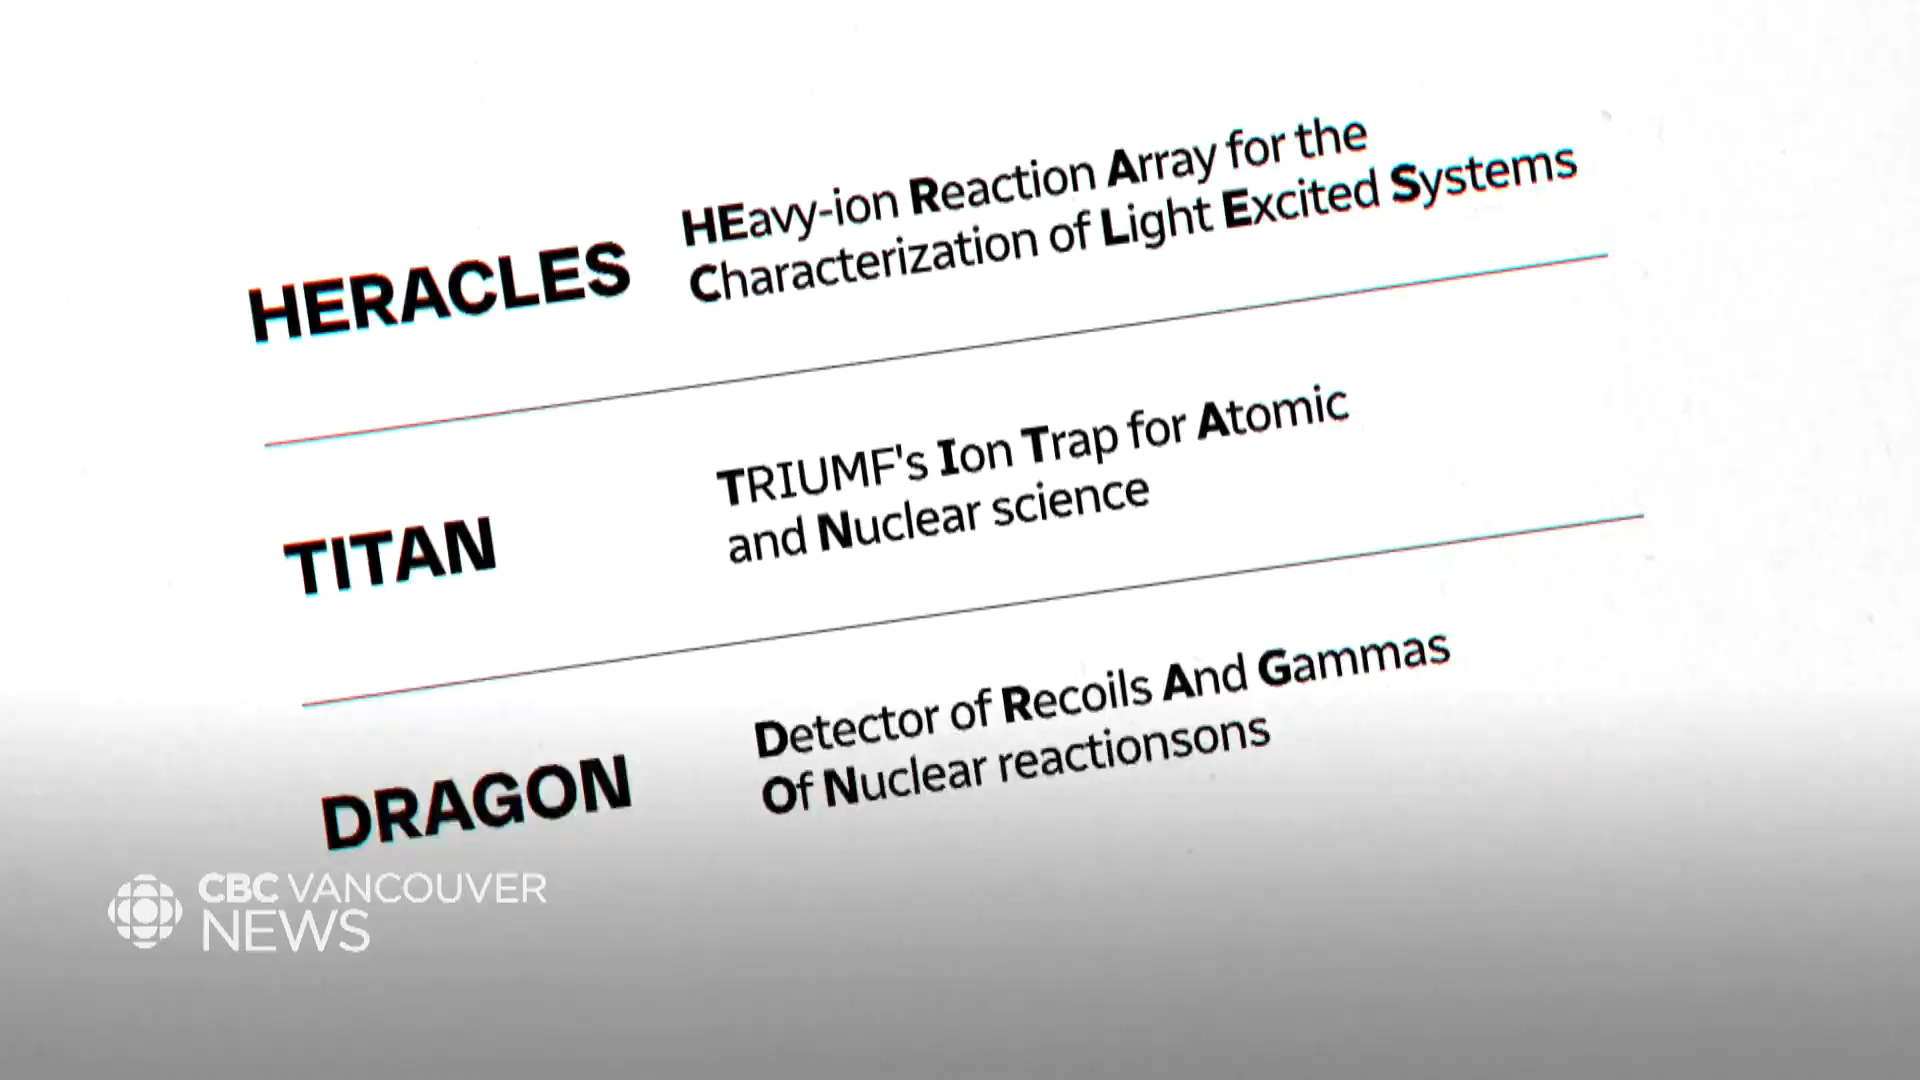 HERACLES
HEavy-ion Reaction Array for the
Characterization of Light Excited Systems
TITAN
TRIUMF's Ion Trap for Atomic
and Nuclear science
DRAGON
Detector of Recoils And Gammas
Of Nuclear reactionsons
CBC VANCOUVER
NEWS